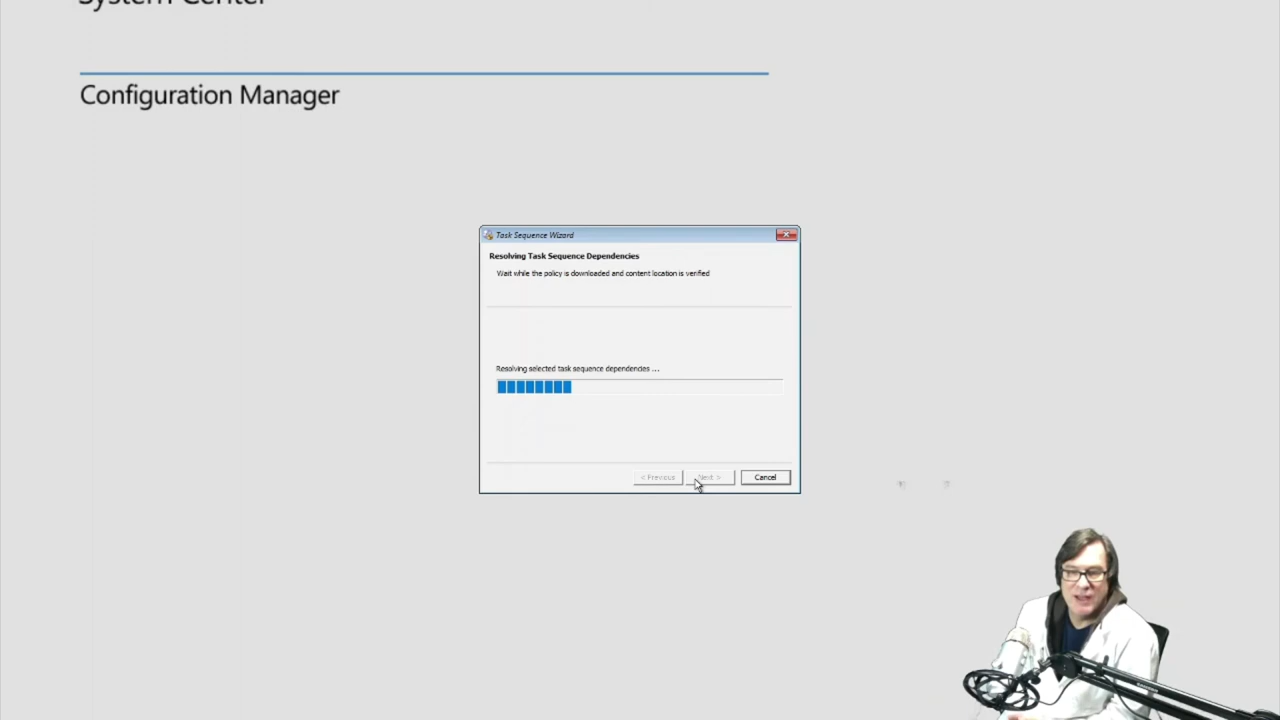 System Center
Configuration Manager
Task Sequence Wizard
Resolving Task Sequence Dependencies
Wait while the policy is downloaded and content location is verified
Resolving selected task sequence dependencies ...
< Previous Next > Cancel